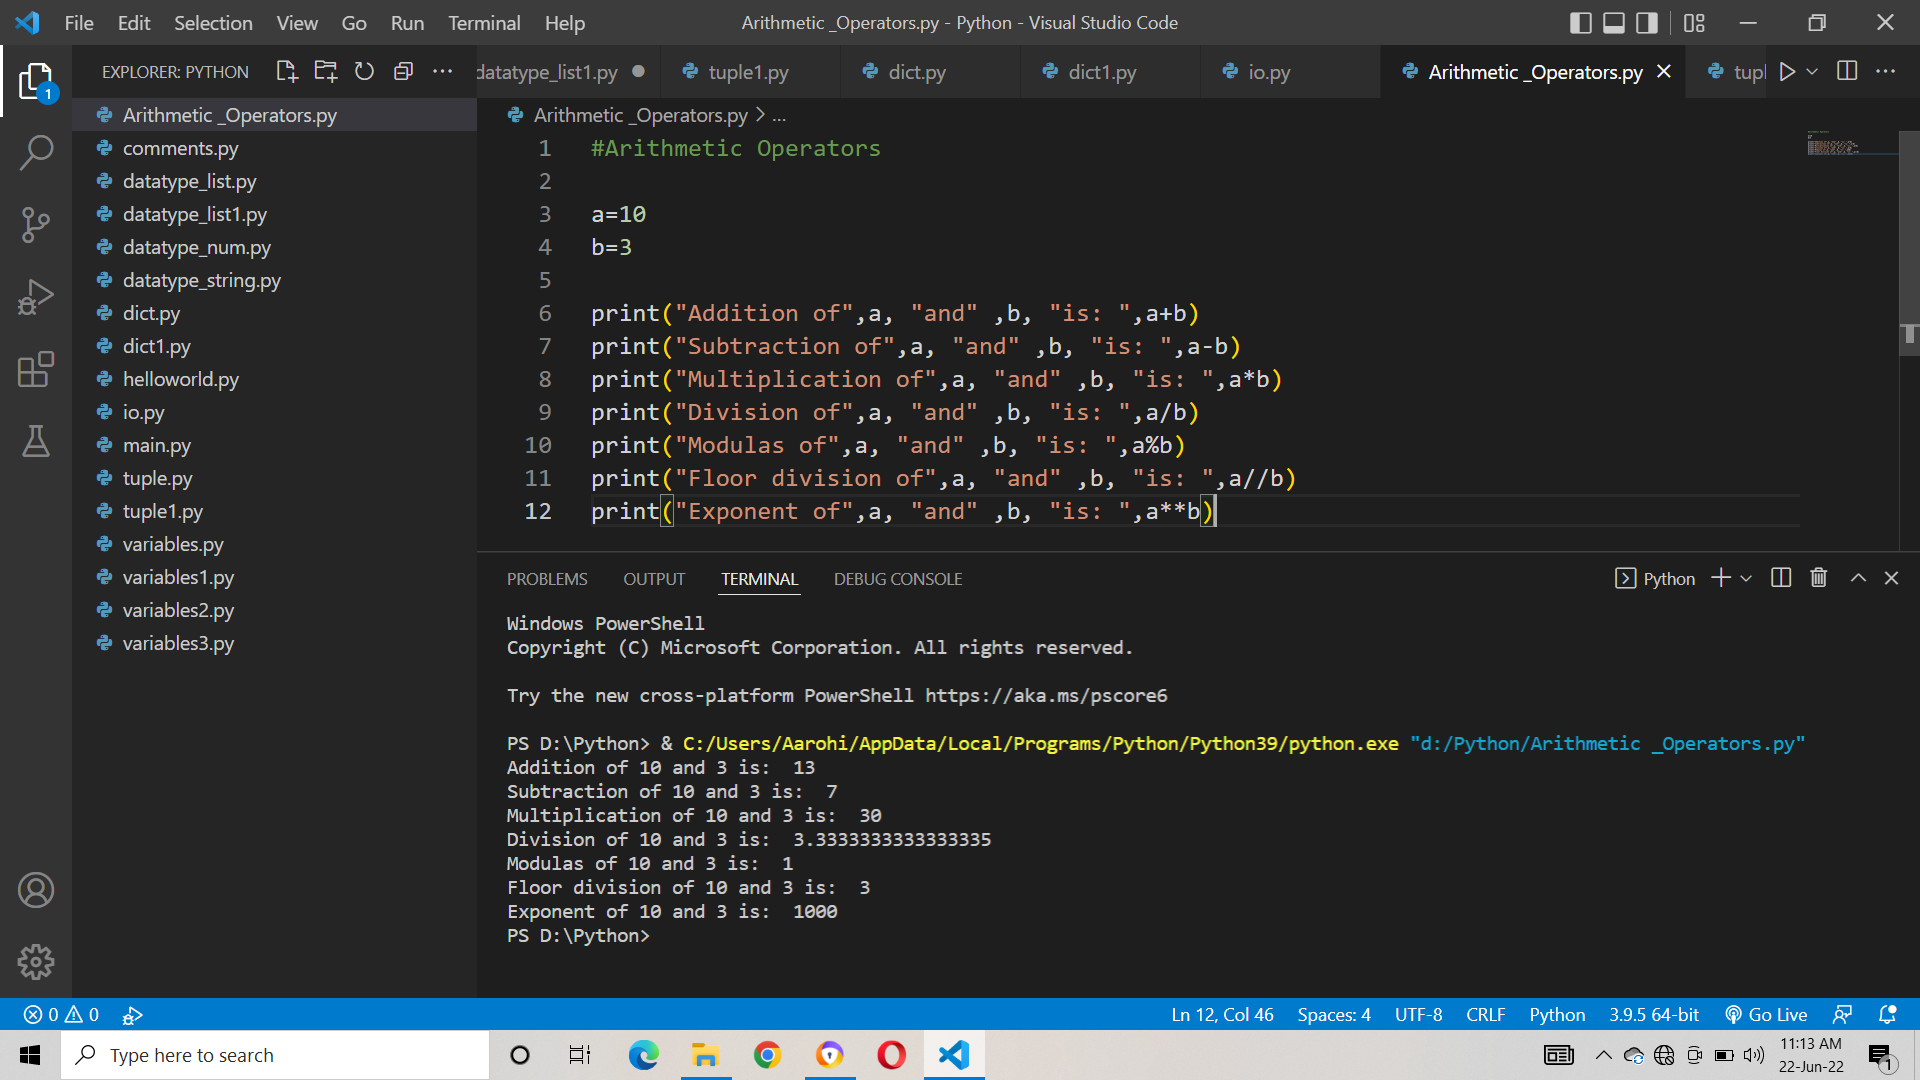 File Edit Selection View Go Run Terminal Help
Arithmetic _Operators.py - Python - Visual Studio Code
EXPLORER: PYTHON
datatype_list1.py tuple1.py dict.py dict1.py io.py Arithmetic _Operators.py tupl
1
Arithmetic _Operators.py
comments.py
datatype_list.py
datatype_list1.py
datatype_num.py
datatype_string.py
dict.py
dict1.py
helloworld.py
io.py
main.py
tuple.py
tuple1.py
variables.py
variables1.py
variables2.py
variables3.py
Arithmetic _Operators.py > ...
1 #Arithmetic Operators
2
3 a=10
4 b=3
5
6 print("Addition of",a, "and" ,b, "is: ",a+b)
7 print("Subtraction of",a, "and" ,b, "is: ",a-b)
8 print("Multiplication of",a, "and" ,b, "is: ",a*b)
9 print("Division of",a, "and" ,b, "is: ",a/b)
10 print("Modulas of",a, "and" ,b, "is: ",a%b)
11 print("Floor division of",a, "and" ,b, "is: ",a//b)
12 print("Exponent of",a, "and" ,b, "is: ",a**b)
PROBLEMS OUTPUT TERMINAL DEBUG CONSOLE
Python
Windows PowerShell
Copyright (C) Microsoft Corporation. All rights reserved.
Try the new cross-platform PowerShell https://aka.ms/pscore6
PS D:\Python> & C:/Users/Aarohi/AppData/Local/Programs/Python/Python39/python.exe "d:/Python/Arithmetic _Operators.py"
Addition of 10 and 3 is:  13
Subtraction of 10 and 3 is:  7
Multiplication of 10 and 3 is:  30
Division of 10 and 3 is:  3.3333333333333335
Modulas of 10 and 3 is:  1
Floor division of 10 and 3 is:  3
Exponent of 10 and 3 is:  1000
PS D:\Python>
0 0
Ln 12, Col 46 Spaces: 4 UTF-8 CRLF Python 3.9.5 64-bit Go Live
Type here to search
11:13 AM
22-Jun-22
1